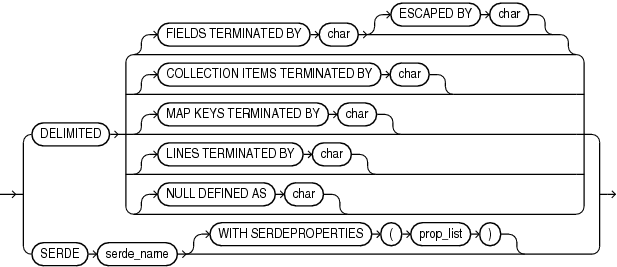 ESCAPED BY char
FIELDS TERMINATED BY char
COLLECTION ITEMS TERMINATED BY char
MAP KEYS TERMINATED BY char
DELIMITED
LINES TERMINATED BY char
NULL DEFINED AS char
WITH SERDEPROPERTIES ( prop_list )
SERDE serde_name